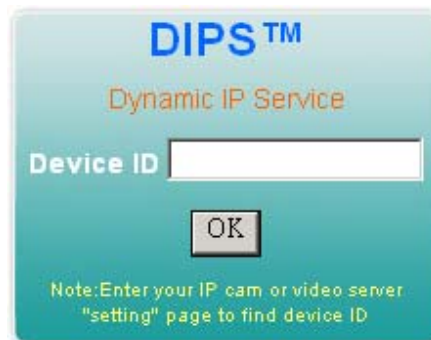 DIPS™
Dynamic IP Service
Device ID
OK
Note:Enter your IP cam or video server
"setting" page to find device ID